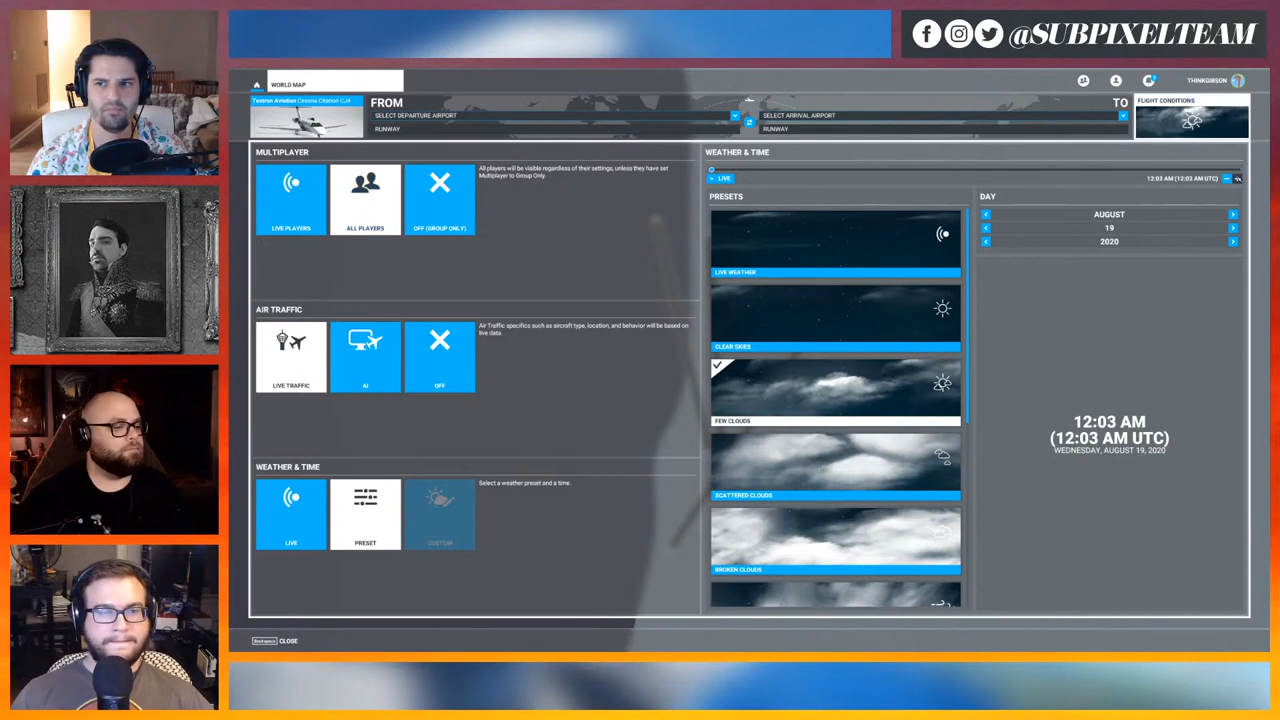 @SUBPIXELTEAM
WORLD MAP
THINKGIBSON
Textron Aviation Cessna Citation CJ4
FROM
SELECT DEPARTURE AIRPORT
RUNWAY
TO
SELECT ARRIVAL AIRPORT
RUNWAY
FLIGHT CONDITIONS
MULTIPLAYER
LIVE PLAYERS
ALL PLAYERS
OFF (GROUP ONLY)
All players will be visible regardless of their settings, unless they have set
Multiplayer to Group Only.
AIR TRAFFIC
LIVE TRAFFIC
AI
OFF
Air Traffic specifics such as aircraft type, location, and behavior will be based on
live data.
WEATHER & TIME
LIVE
PRESET
CUSTOM
Select a weather preset and a time.
WEATHER & TIME
> LIVE
12:03 AM (12:03 AM UTC)
PRESETS
LIVE WEATHER
CLEAR SKIES
FEW CLOUDS
SCATTERED CLOUDS
BROKEN CLOUDS
DAY
AUGUST
19
2020
12:03 AM
(12:03 AM UTC)
WEDNESDAY, AUGUST 19, 2020
Backspace CLOSE